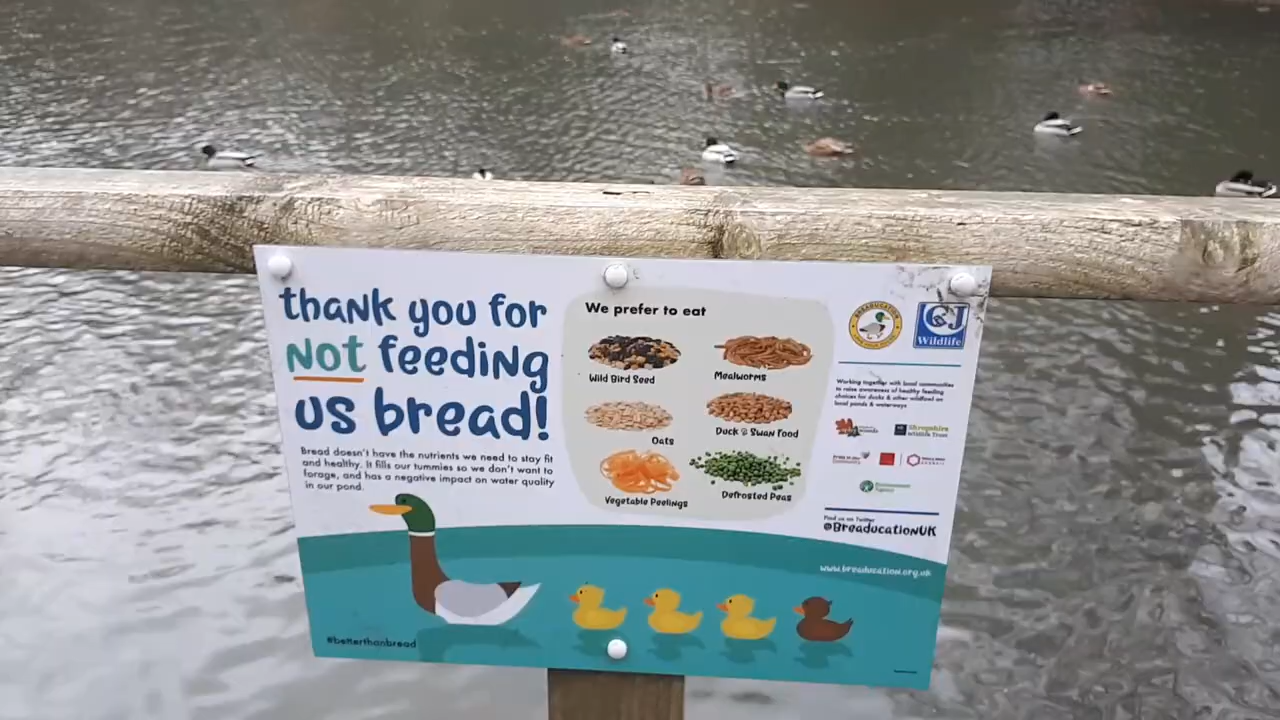 thank you for
NOT feeding
us bread!
Bread doesn't have the nutrients we need to stay fit
and healthy. It fills our tummies so we don't want to
forage, and has a negative impact on water quality
in our pond.
#betterthanbread
We prefer to eat
Wild Bird Seed
Mealworms
Oats
Duck & Swan Food
Vegetable Peelings
Defrosted Peas
BREADUCATION
CJ
Wildlife
Working together with local communities
to raise awareness of healthy feeding
choices for ducks & other wildfowl on
local ponds & waterways
Shropshire
Wildlife Trust
Environment
Agency
Find us on Twitter
@BreaducationUK
www.breaducation.org.uk